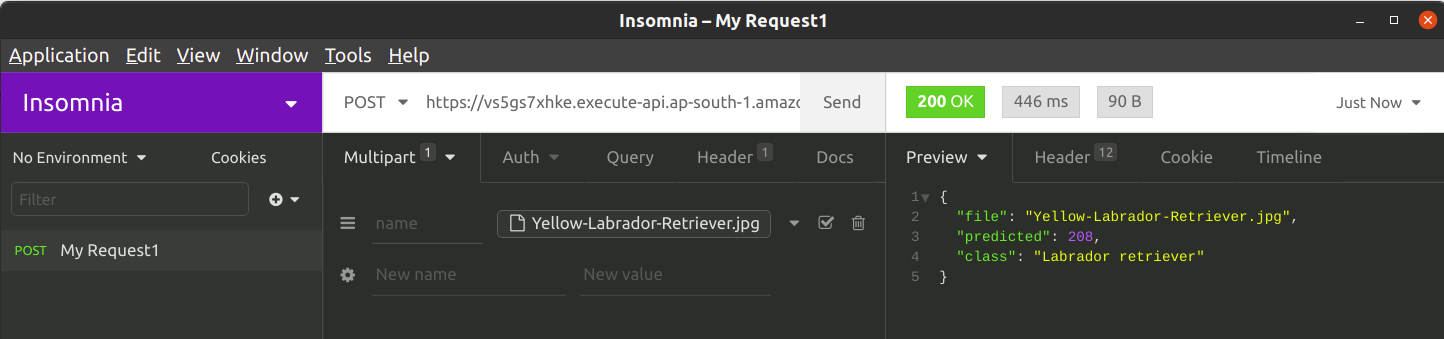 Insomnia – My Request1
Application Edit View Window Tools Help
Insomnia
POST https://vs5gs7xhke.execute-api.ap-south-1.amazo Send
200 OK 446 ms 90 B Just Now
No Environment Cookies
Multipart 1 Auth Query Header 1 Docs
Preview Header 12 Cookie Timeline
Filter
name Yellow-Labrador-Retriever.jpg
POST My Request1
New name New value
1 {
2 "file": "Yellow-Labrador-Retriever.jpg",
3 "predicted": 208,
4 "class": "Labrador retriever"
5 }